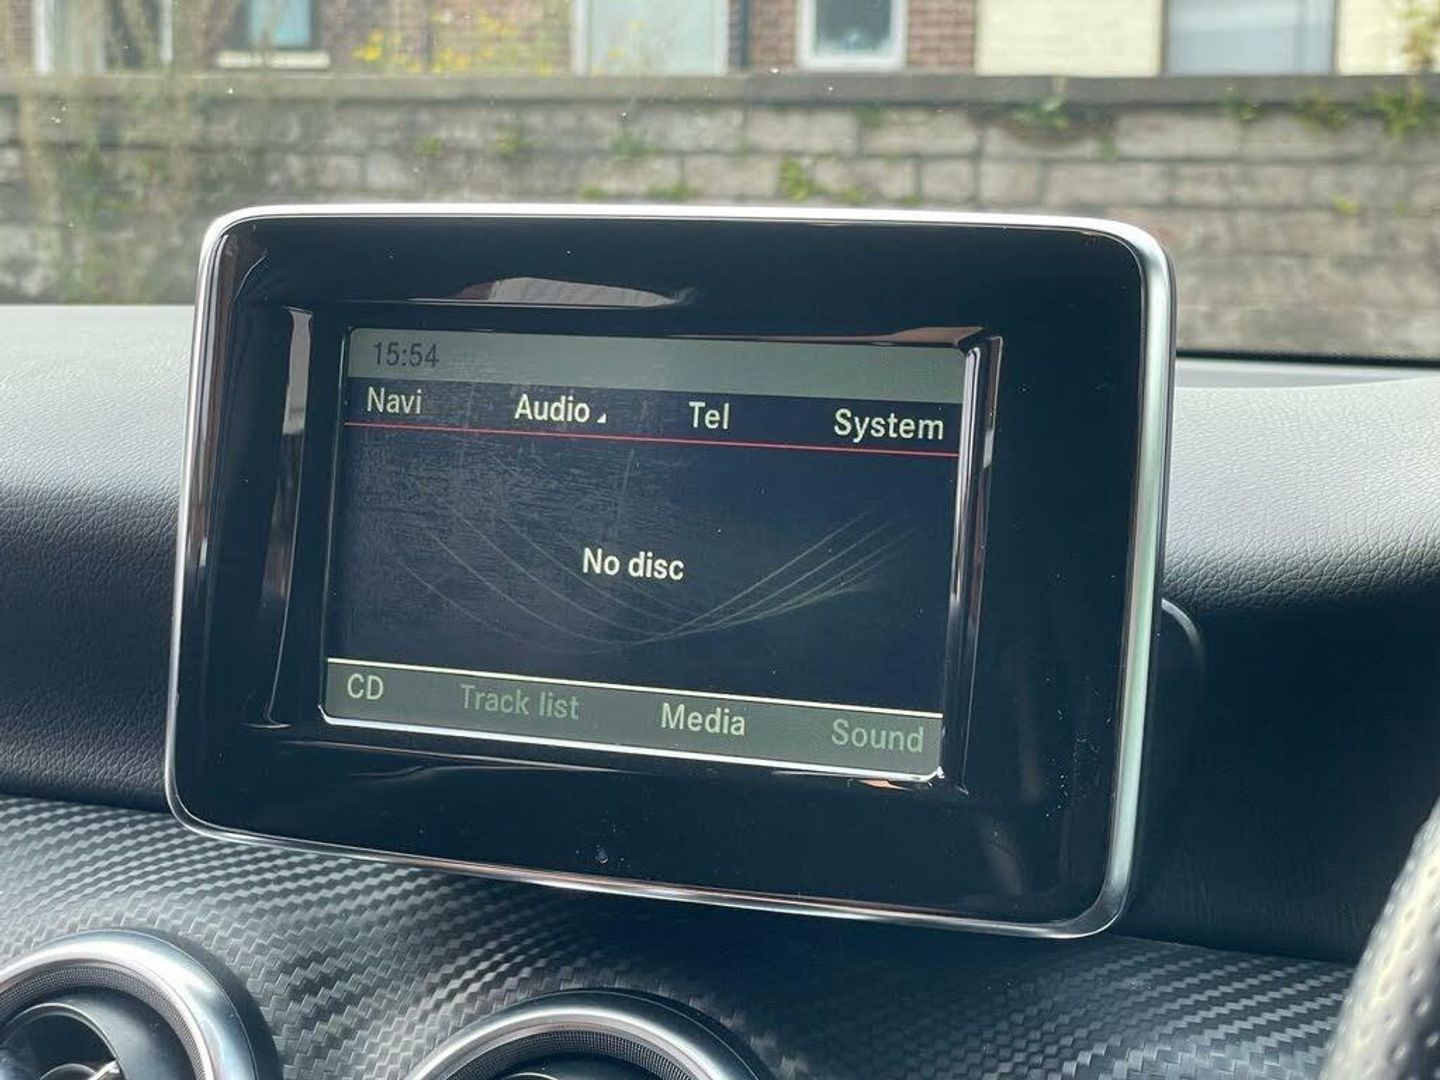 15:54
Navi Audio Tel System
No disc
CD Track list Media Sound